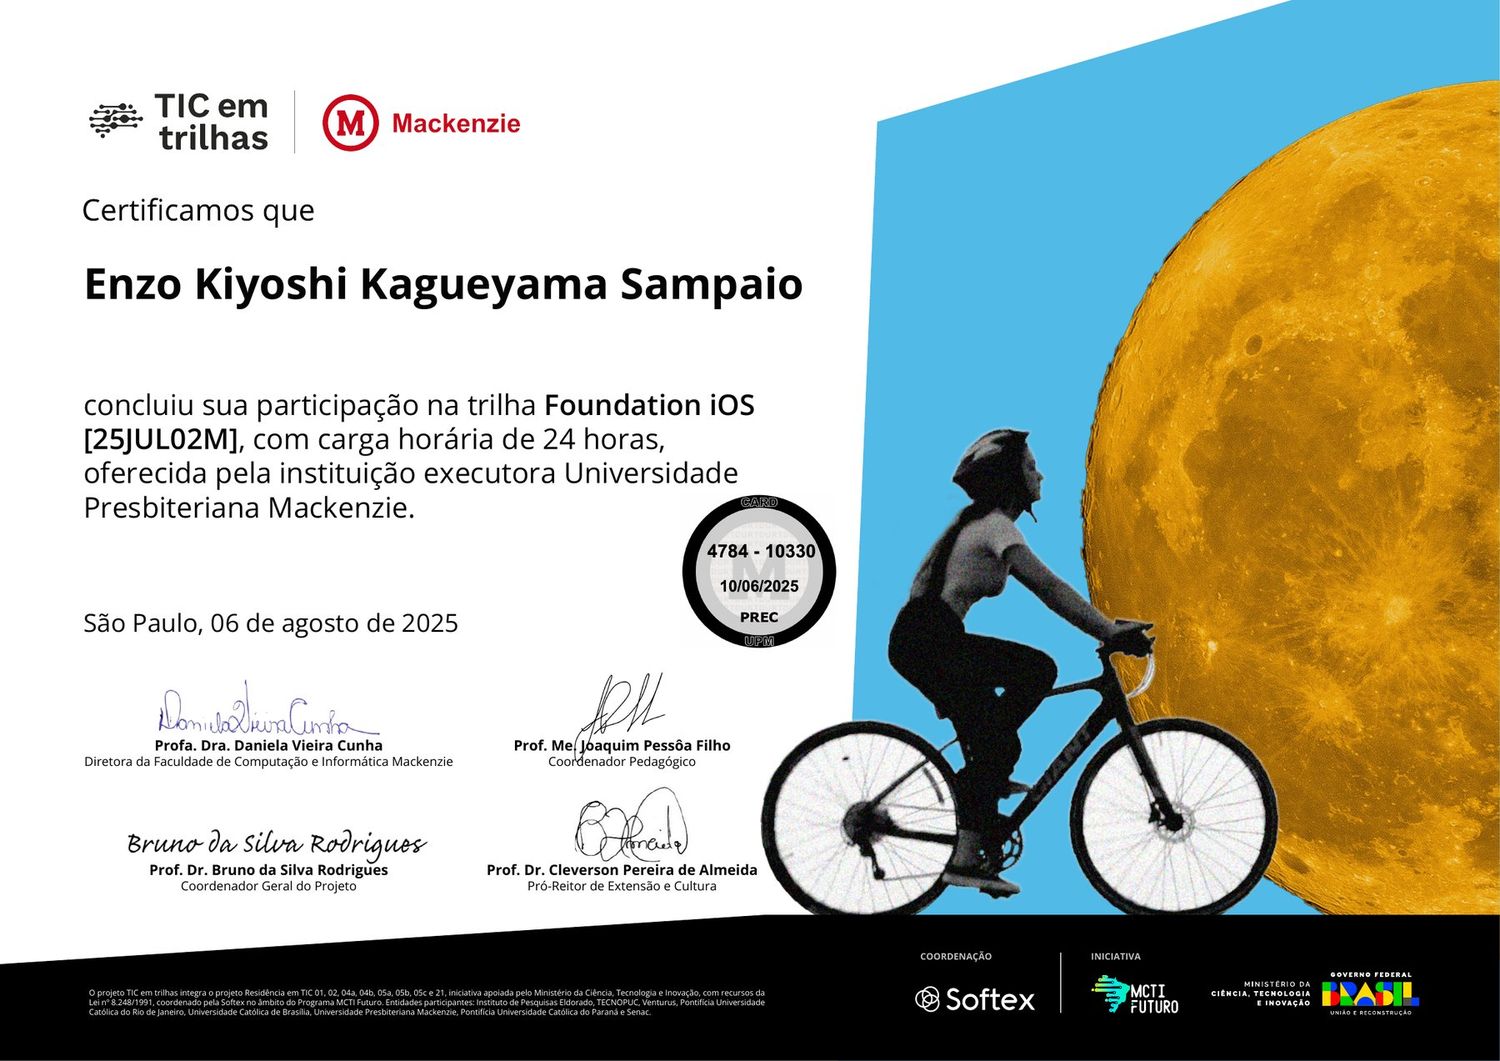 TIC em
trilhas
M
Mackenzie
Certificamos que
Enzo Kiyoshi Kagueyama Sampaio
concluiu sua participação na trilha Foundation iOS
[25JUL02M], com carga horária de 24 horas,
oferecida pela instituição executora Universidade
Presbiteriana Mackenzie.
CARD
4784 - 10330
10/06/2025
PREC
UPM
São Paulo, 06 de agosto de 2025
Daniela Vieira Cunha
Profa. Dra. Daniela Vieira Cunha
Diretora da Faculdade de Computação e Informática Mackenzie
Prof. Me. Joaquim Pessôa Filho
Coordenador Pedagógico
Bruno da Silva Rodrigues
Prof. Dr. Bruno da Silva Rodrigues
Coordenador Geral do Projeto
Prof. Dr. Cleverson Pereira de Almeida
Pró-Reitor de Extensão e Cultura
GIANT
O projeto TIC em trilhas integra o projeto Residência em TIC 01, 02, 04a, 04b, 05a, 05b, 05c e 21, iniciativa apoiada pelo Ministério da Ciência, Tecnologia e Inovação, com recursos da
Lei nº 8.248/1991, coordenado pela Softex no âmbito do Programa MCTI Futuro. Entidades participantes: Instituto de Pesquisas Eldorado, TECNOPUC, Venturus, Pontifícia Universidade
Católica do Rio de Janeiro, Universidade Católica de Brasília, Universidade Presbiteriana Mackenzie, Pontifícia Universidade Católica do Paraná e Senac.
COORDENAÇÃO
Softex
INICIATIVA
MCTI
FUTURO
MINISTÉRIO DA
CIÊNCIA, TECNOLOGIA
E INOVAÇÃO
GOVERNO FEDERAL
BRASIL
UNIÃO E RECONSTRUÇÃO